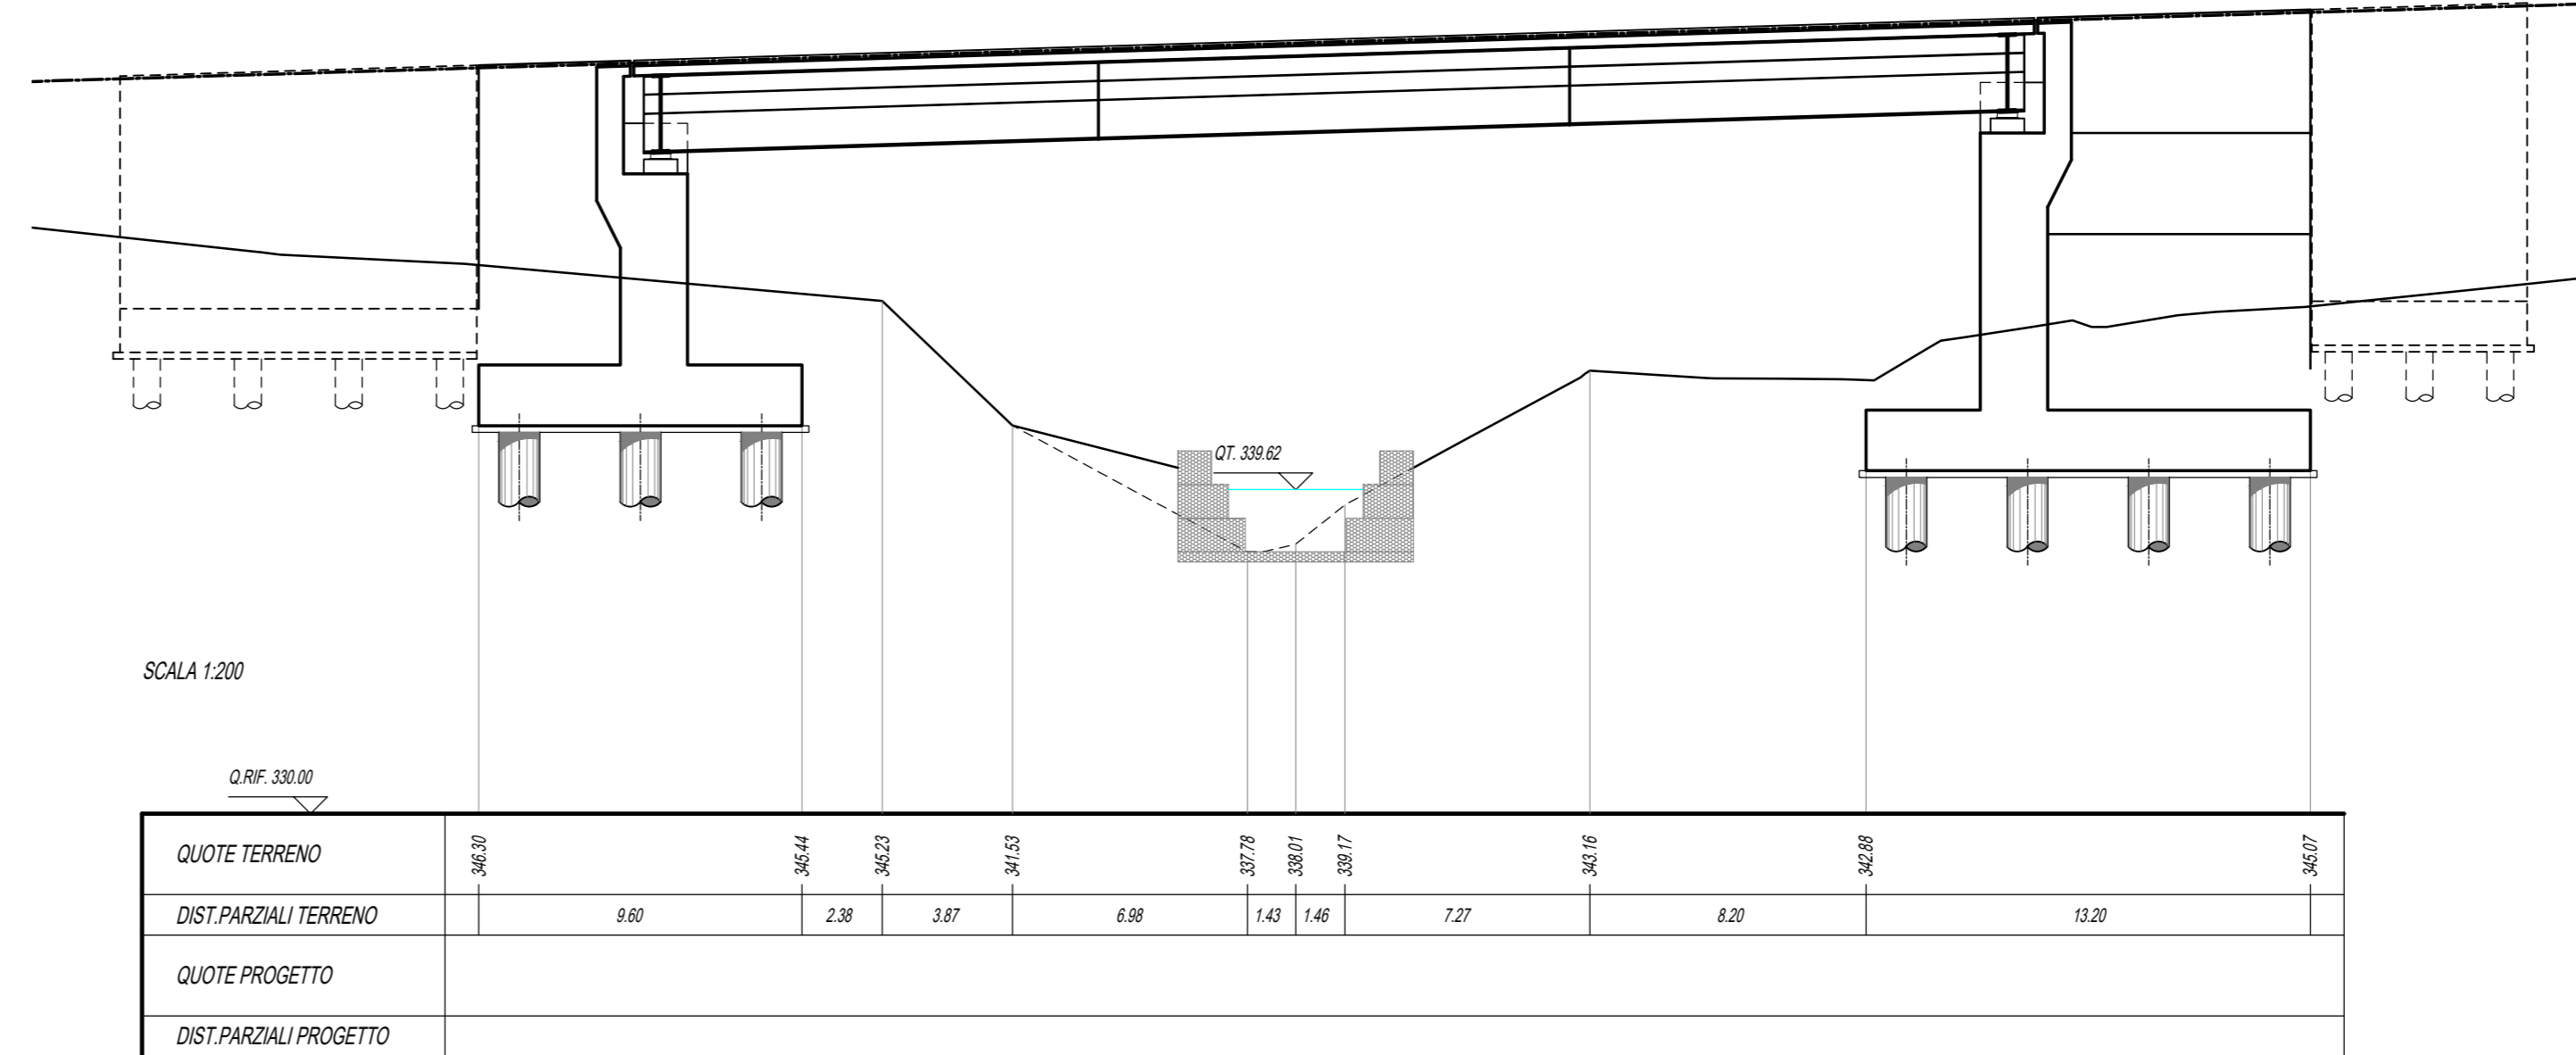 QT. 339.62
SCALA 1:200
Q.RIF. 330.00
QUOTE TERRENO 346.30 345.44 345.23 341.53 337.78 338.01 339.17 343.16 342.88 345.07
DIST.PARZIALI TERRENO 9.60 2.38 3.87 6.98 1.43 1.46 7.27 8.20 13.20
QUOTE PROGETTO
DIST.PARZIALI PROGETTO